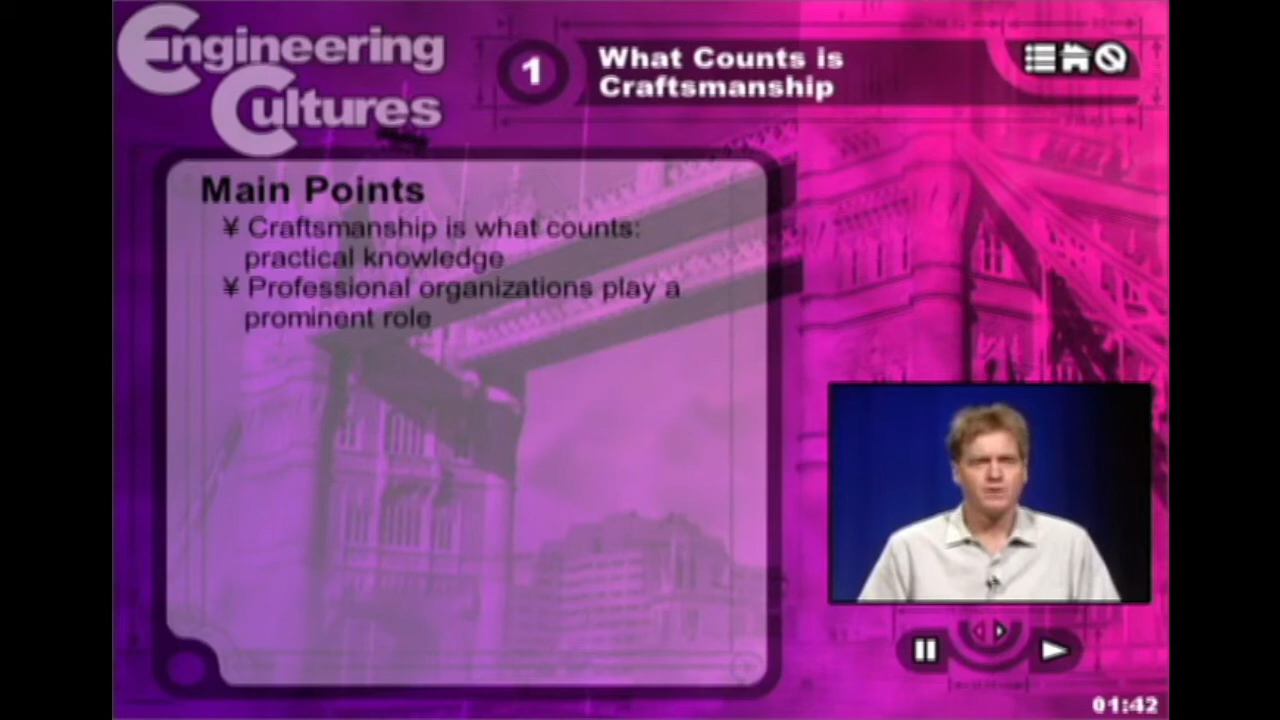 Engineering
Cultures
1
What Counts is
Craftsmanship
Main Points
¥ Craftsmanship is what counts:
practical knowledge
¥ Professional organizations play a
prominent role
01:42